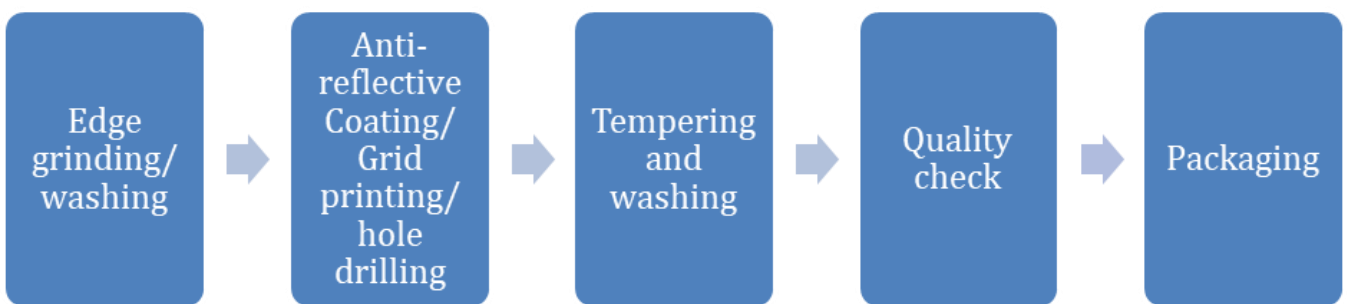 Edge
grinding/
washing
Anti-
reflective
Coating/
Grid
printing/
hole
drilling
Tempering
and
washing
Quality
check
Packaging